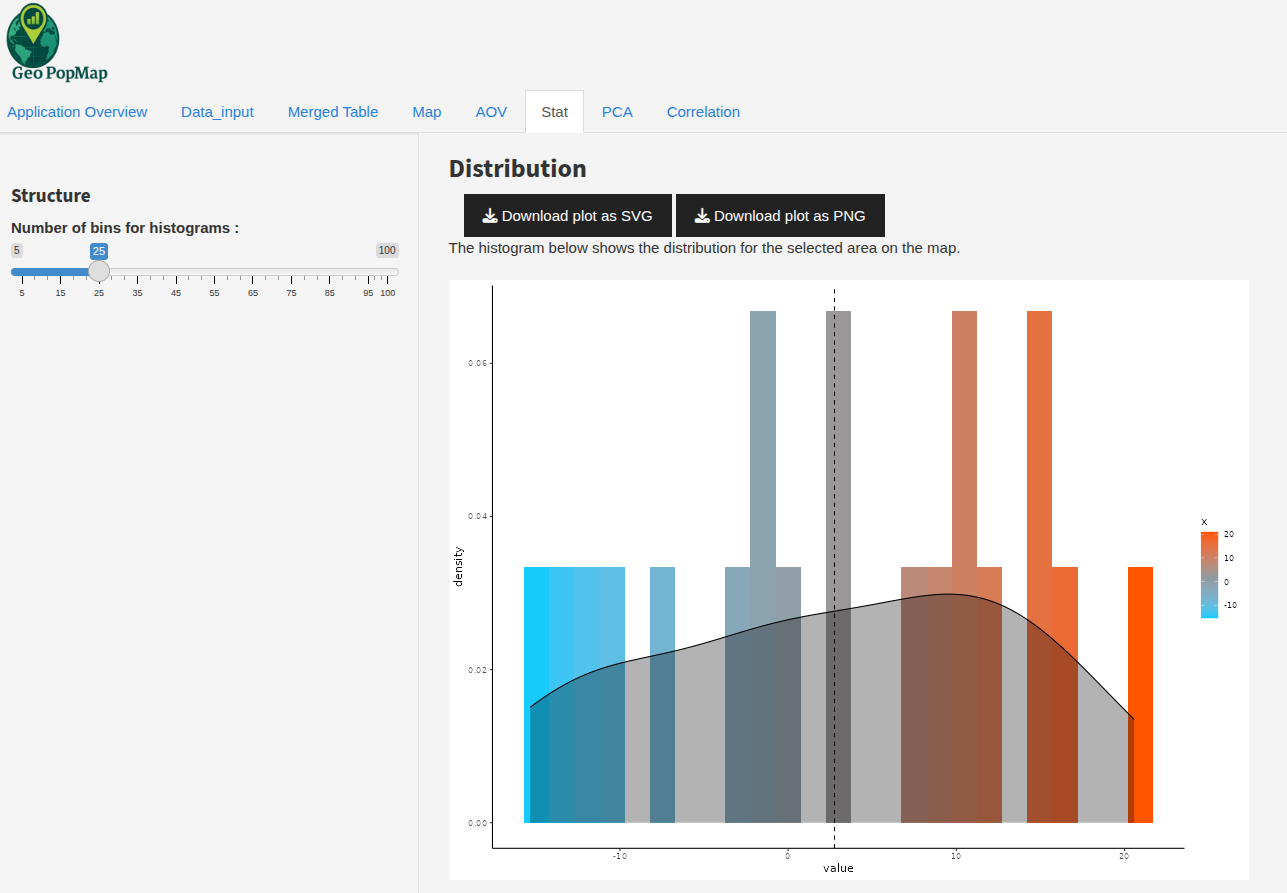 Geo PopMap
Application Overview Data_input Merged Table Map AOV Stat PCA Correlation
Structure
Number of bins for histograms :
5 25 100
5 15 25 35 45 55 65 75 85 95 100
Distribution
Download plot as SVG Download plot as PNG
The histogram below shows the distribution for the selected area on the map.
0.06
0.04
0.02
0.00
density
-10 0 10 20
value
x
20
10
0
-10